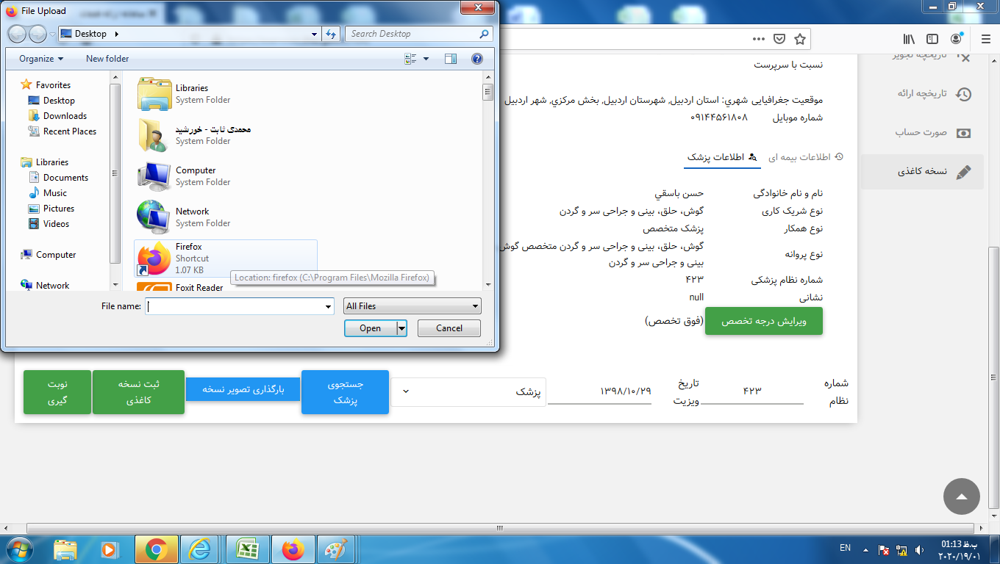 File Upload
Desktop
Search Desktop
Organize
New folder
Favorites
Desktop
Downloads
Recent Places
Libraries
Documents
Music
Pictures
Videos
Computer
Network
Libraries
System Folder
محمدی ثابت - خورشید
System Folder
Computer
System Folder
Network
System Folder
Firefox
Shortcut
1.07 KB
Location: firefox (C:\Program Files\Mozilla Firefox)
Foxit Reader
File name:
All Files
Open
Cancel
تاریخچه تجویز
تاریخچه ارائه
صورت حساب
نسخه کاغذی
نسبت با سرپرست
موقعیت جغرافیایی شهري: استان اردبیل, شهرستان اردبیل, بخش مرکزي, شهر اردبیل
شماره موبایل ۰۹۱۴۴۵۶۱۸۰۸
اطلاعات بیمه ای
اطلاعات پزشک
نام و نام خانوادگی حسن باسقي
نوع شریک کاری گوش، حلق، بینی و جراحی سر و گردن
نوع همکار پزشک متخصص
نوع پروانه گوش، حلق، بینی و جراحی سر و گردن متخصص گوش
بینی و جراحی سر و گردن
شماره نظام پزشکی ۴۲۳
نشانی null
ویرایش درجه تخصص (فوق تخصص)
شماره نظام ۴۲۳
تاریخ ویزیت ۱۳۹۸/۱۰/۲۹
پزشک
جستجوی پزشک
بارگذاری تصویر نسخه
ثبت نسخه کاغذی
نوبت گیری
EN
01:13 ب.ظ
۲۰۲۰/۱۹/۰۱